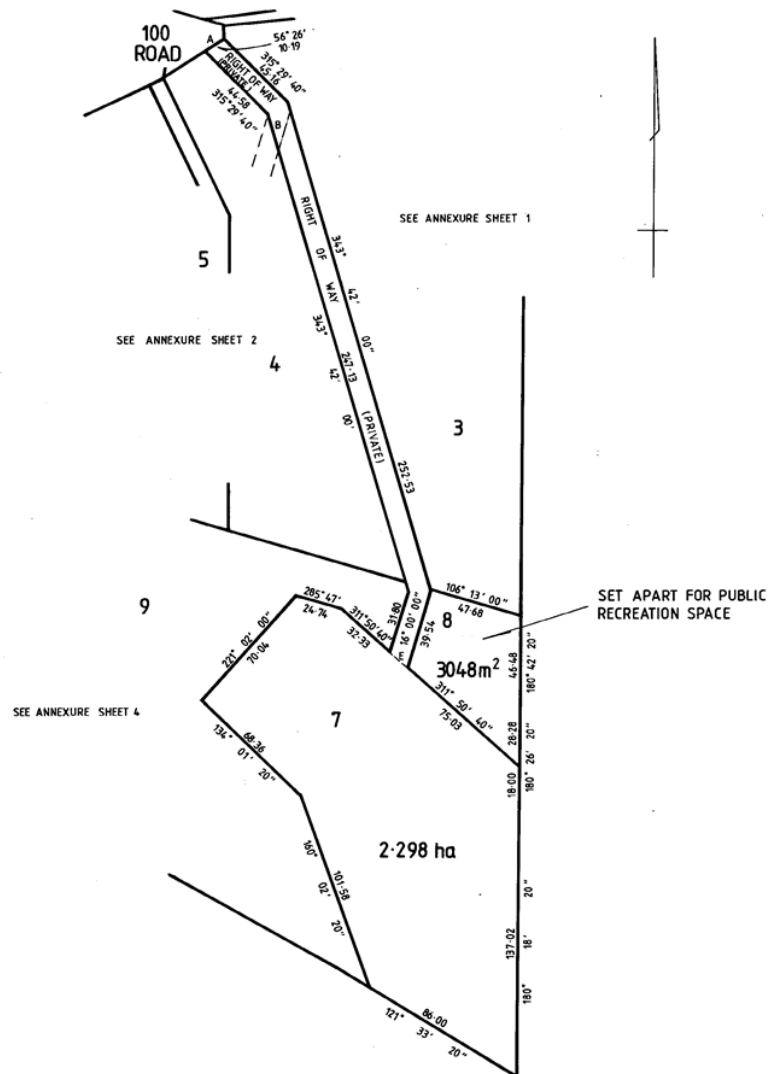 100
ROAD
A
56° 26'
10·19
RIGHT OF WAY
(PRIVATE)
315° 29' 40"
45·16
44·58
315° 29' 40"
B
SEE ANNEXURE SHEET 1
RIGHT OF WAY (PRIVATE)
343° 42' 00"
252·53
343° 42' 00'
247·13
5
SEE ANNEXURE SHEET 2
4
3
9
285° 47'
24·74
311° 50' 40"
32·33
31·80
E 16° 00' 00"
39·54
106° 13' 00"
47·68
8
3048m²
SET APART FOR PUBLIC
RECREATION SPACE
46·48
180° 42' 20"
221° 02' 00"
70·04
311° 50' 40"
75·03
28·28
18·00
180° 26' 20"
SEE ANNEXURE SHEET 4
7
68·36
134° 01' 20"
2·298 ha
101·58
160° 02' 20"
137·02
180° 18' 20"
86·00
121° 33' 20"